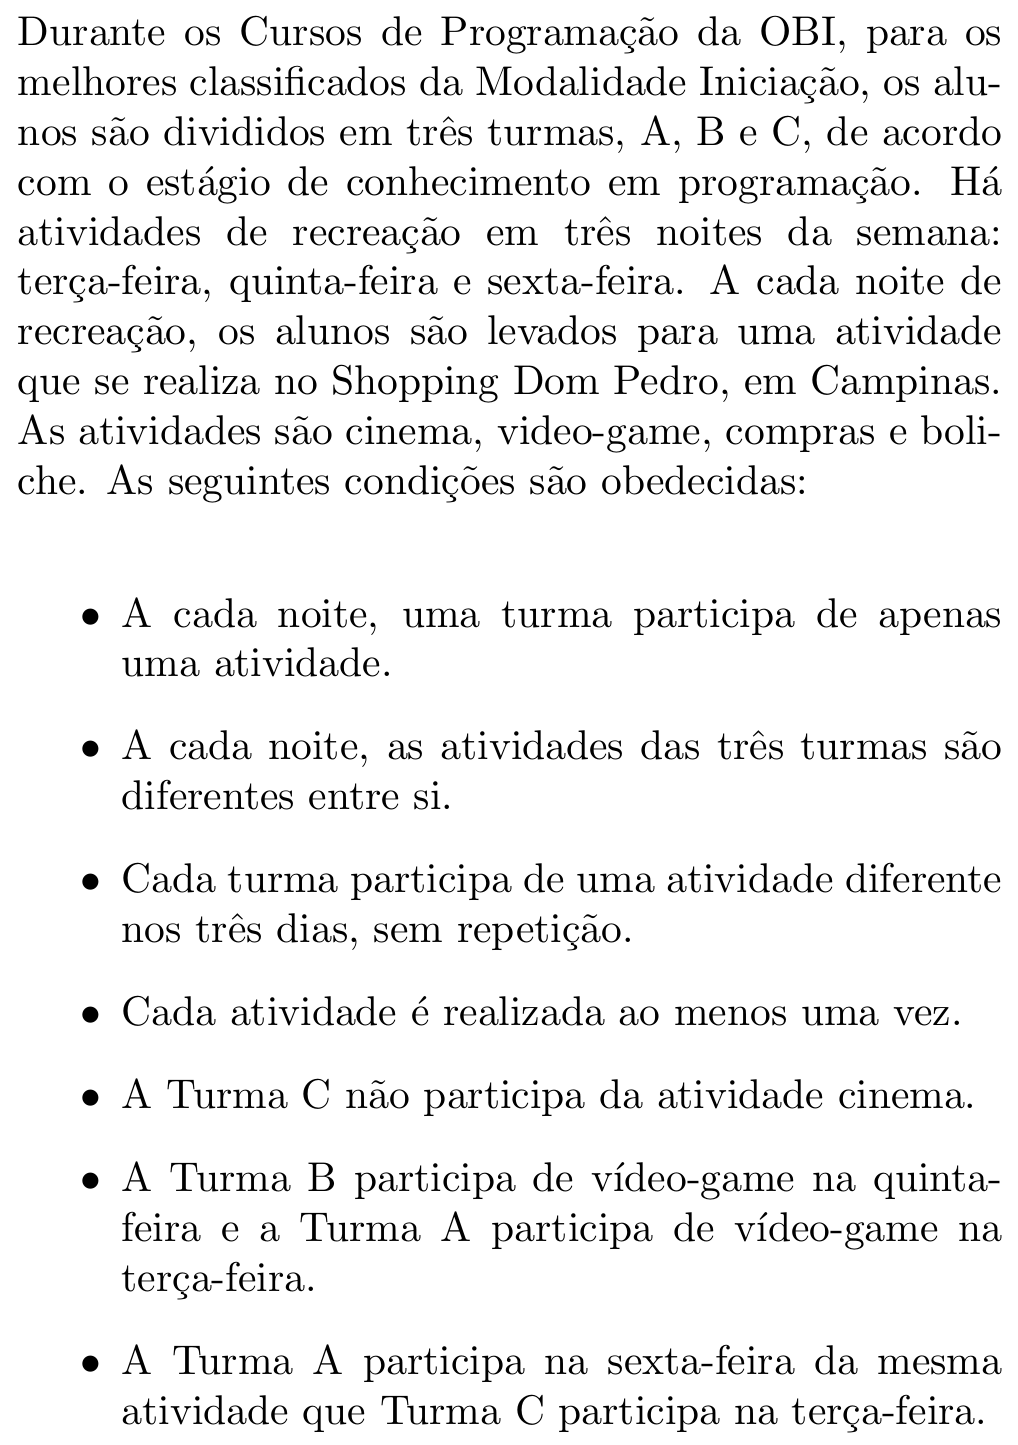 Durante os Cursos de Programação da OBI, para os
melhores classificados da Modalidade Iniciação, os alu-
nos são divididos em três turmas, A, B e C, de acordo
com o estágio de conhecimento em programação. Há
atividades de recreação em três noites da semana:
terça-feira, quinta-feira e sexta-feira. A cada noite de
recreação, os alunos são levados para uma atividade
que se realiza no Shopping Dom Pedro, em Campinas.
As atividades são cinema, video-game, compras e boli-
che. As seguintes condições são obedecidas:
• A cada noite, uma turma participa de apenas
uma atividade.
• A cada noite, as atividades das três turmas são
diferentes entre si.
• Cada turma participa de uma atividade diferente
nos três dias, sem repetição.
• Cada atividade é realizada ao menos uma vez.
• A Turma C não participa da atividade cinema.
• A Turma B participa de vídeo-game na quinta-
feira e a Turma A participa de vídeo-game na
terça-feira.
• A Turma A participa na sexta-feira da mesma
atividade que Turma C participa na terça-feira.